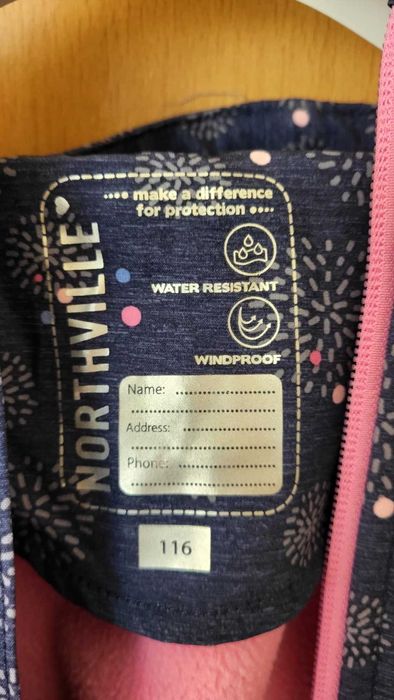 make a difference
for protection
NORTHVILLE
WATER RESISTANT
WINDPROOF
Name:
Address:
Phone:
116